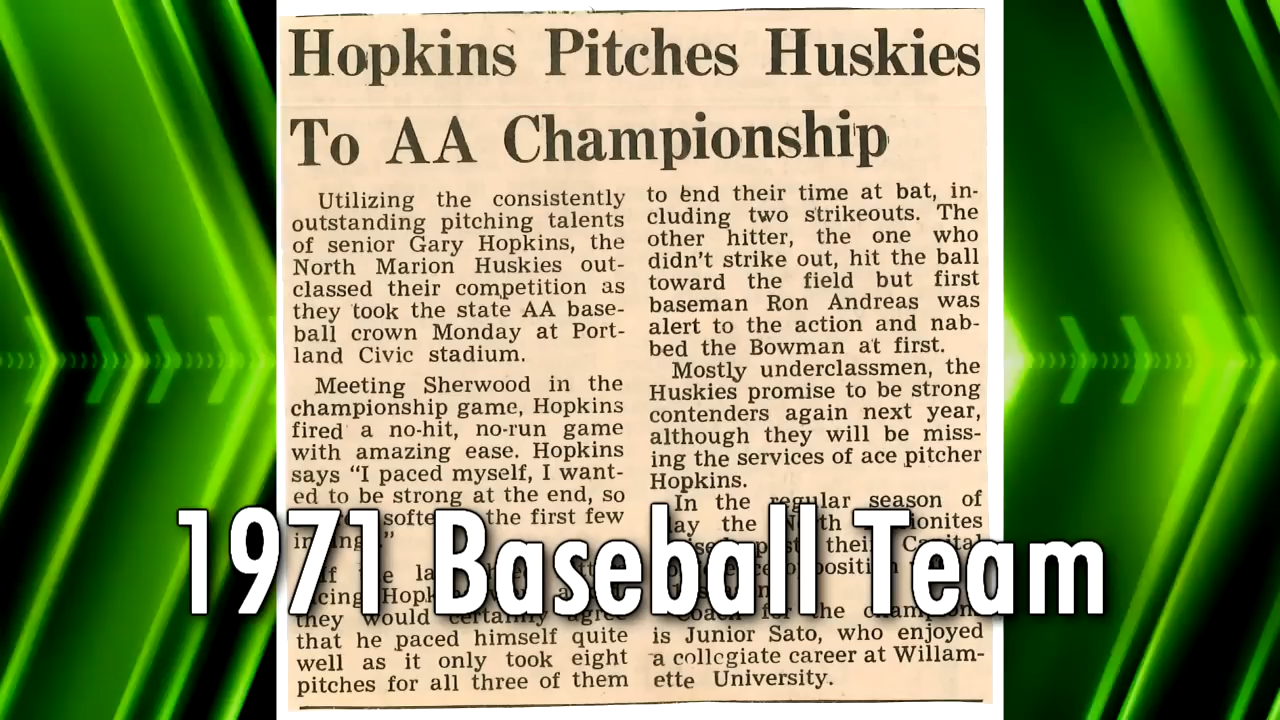 Hopkins Pitches Huskies
To AA Championship
Utilizing the consistently
outstanding pitching talents
of senior Gary Hopkins, the
North Marion Huskies out-
classed their competition as
they took the state AA base-
ball crown Monday at Port-
land Civic stadium.
Meeting Sherwood in the
championship game, Hopkins
fired a no-hit, no-run game
with amazing ease. Hopkins
says "I paced myself, I want-
ed to be strong at the end, so
the first few
If
they would certainly agree
that he paced himself quite
well as it only took eight
pitches for all three of them
to end their time at bat, in-
cluding two strikeouts. The
other hitter, the one who
didn't strike out, hit the ball
toward the field but first
baseman Ron Andreas was
alert to the action and nab-
bed the Bowman at first.
Mostly underclassmen, the
Huskies promise to be strong
contenders again next year,
although they will be miss-
ing the services of ace pitcher
Hopkins.
In the regular season of
the
their
Coach for the
is Junior Sato, who enjoyed
a collegiate career at Willam-
ette University.
1971 Baseball Team